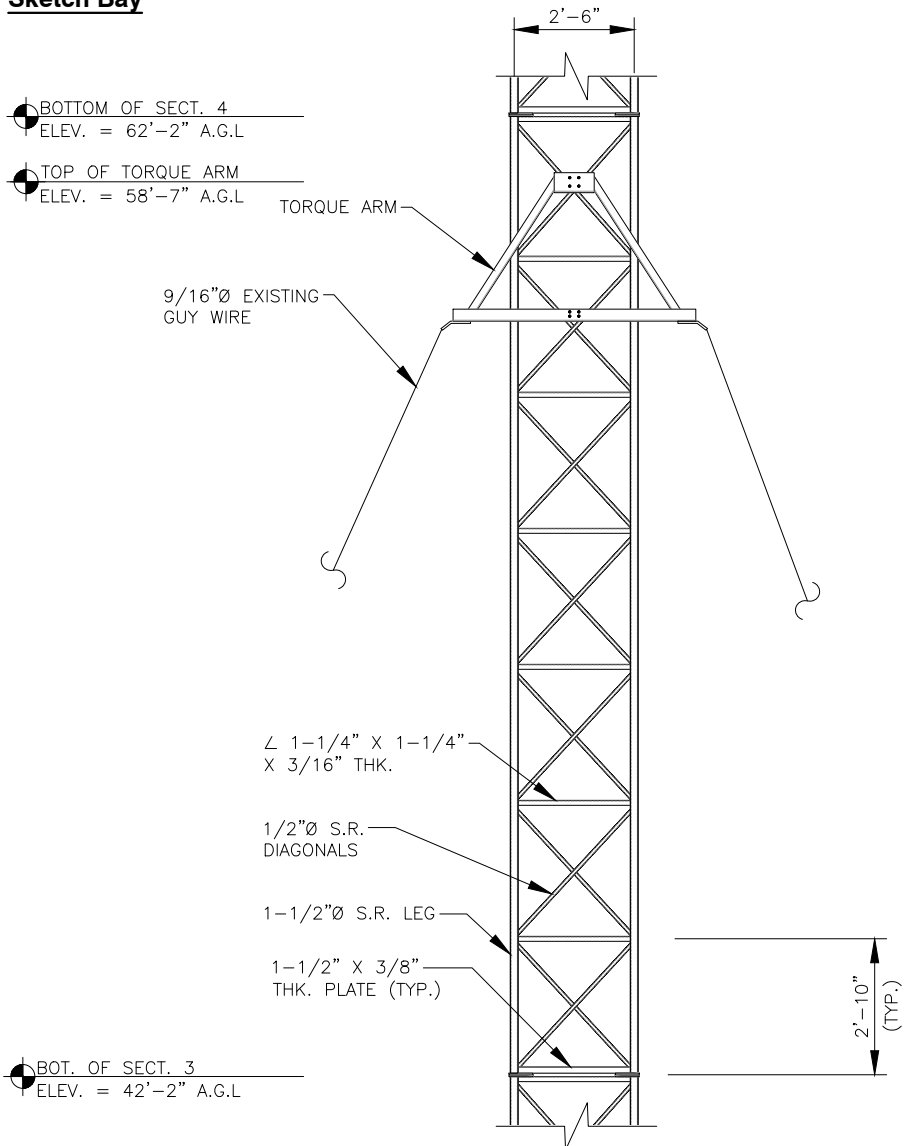 Sketch Bay
2'-6"
BOTTOM OF SECT. 4
ELEV. = 62'-2" A.G.L
TOP OF TORQUE ARM
ELEV. = 58'-7" A.G.L
TORQUE ARM
9/16"Ø EXISTING
GUY WIRE
∠ 1-1/4" X 1-1/4"
X 3/16" THK.
1/2"Ø S.R.
DIAGONALS
1-1/2"Ø S.R. LEG
1-1/2" X 3/8"
THK. PLATE (TYP.)
2'-10"
(TYP.)
BOT. OF SECT. 3
ELEV. = 42'-2" A.G.L